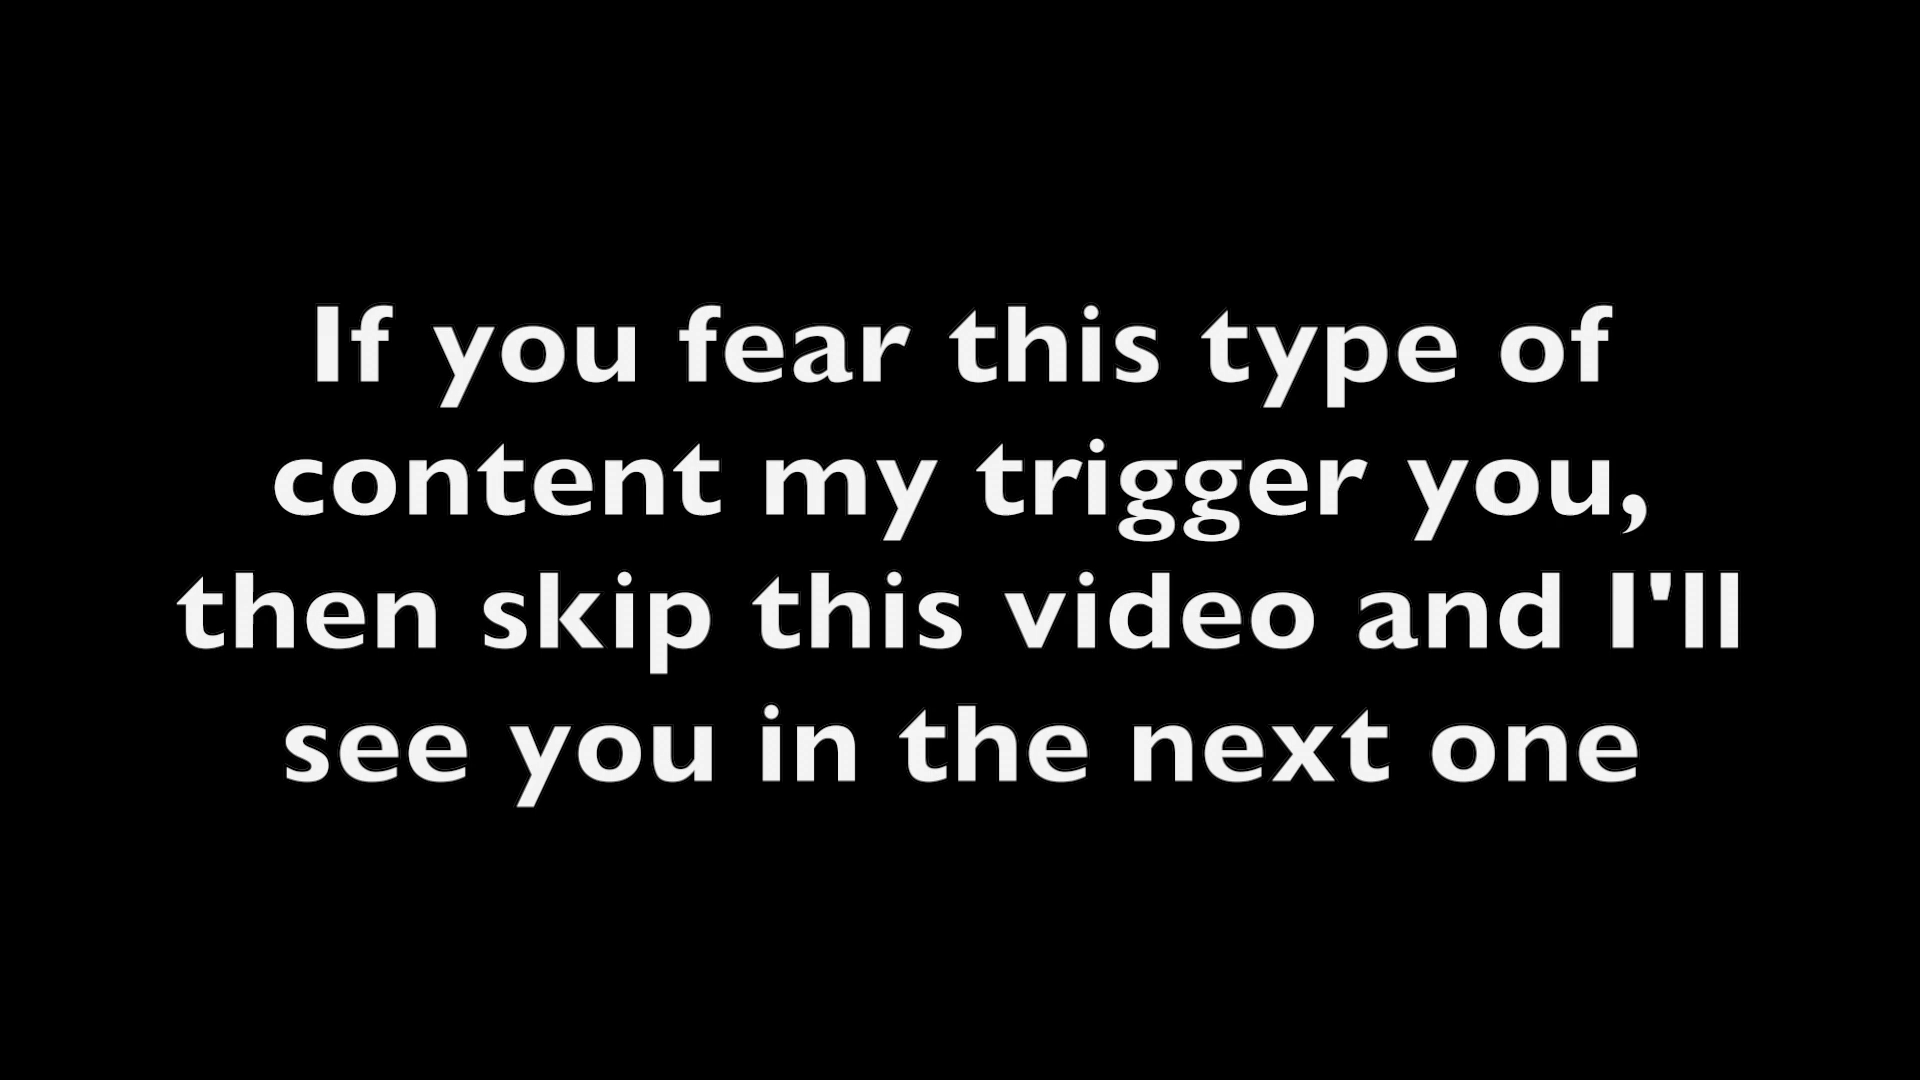 If you fear this type of
content my trigger you,
then skip this video and I'll
see you in the next one